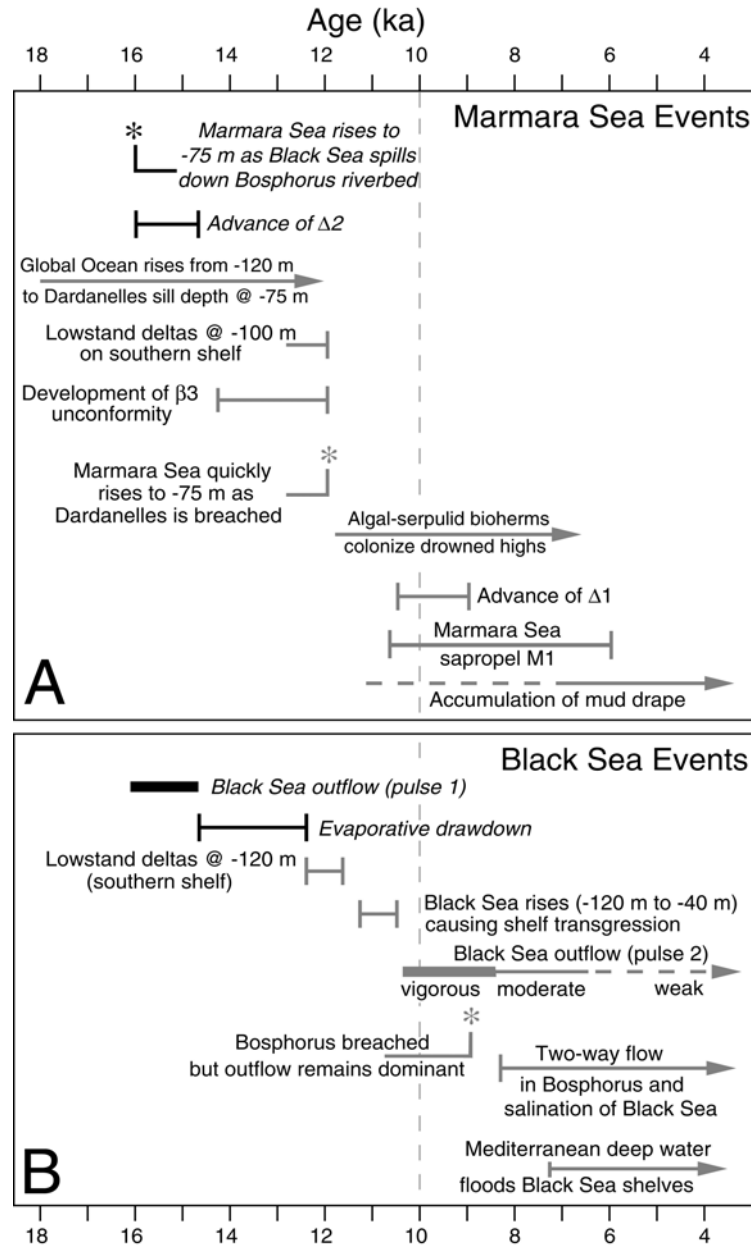 Age (ka)
18 16 14 12 10 8 6 4
Marmara Sea Events
*
Marmara Sea rises to
-75 m as Black Sea spills
down Bosphorus riverbed
Advance of Δ2
Global Ocean rises from -120 m
to Dardanelles sill depth @ -75 m
Lowstand deltas @ -100 m
on southern shelf
Development of β3
unconformity
*
Marmara Sea quickly
rises to -75 m as
Dardanelles is breached
Algal-serpulid bioherms
colonize drowned highs
Advance of Δ1
Marmara Sea
sapropel M1
Accumulation of mud drape
A
Black Sea Events
Black Sea outflow (pulse 1)
Evaporative drawdown
Lowstand deltas @ -120 m
(southern shelf)
Black Sea rises (-120 m to -40 m)
causing shelf transgression
Black Sea outflow (pulse 2)
vigorous moderate weak
*
Bosphorus breached
but outflow remains dominant
Two-way flow
in Bosphorus and
salination of Black Sea
Mediterranean deep water
floods Black Sea shelves
B
18 16 14 12 10 8 6 4